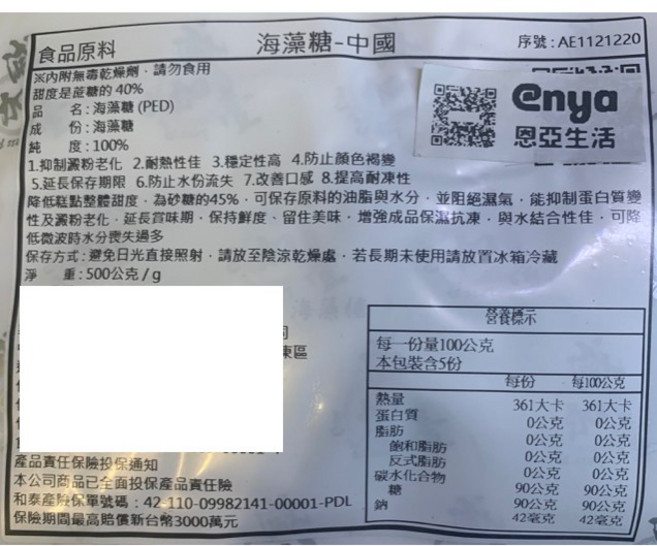 食品原料
海藻糖-中國
序號:AE1121220
※內附無毒乾燥劑,請勿食用
甜度是蔗糖的 40%
品 名:海藻糖 (PED)
成 份:海藻糖
純 度:100%
@nya
恩亞生活
1.抑制澱粉老化 2.耐熱性佳 3.穩定性高 4.防止顏色褐變
5.延長保存期限 6.防止水份流失 7.改善口感 8.提高耐凍性
降低糕點整體甜度,為砂糖的45%,可保存原料的油脂與水分,並阻絕濕氣,能抑制蛋白質變
性及澱粉老化,延長賞味期,保持鮮度、留住美味,增強成品保濕抗凍,與水結合性佳,可降
低微波時水分喪失過多
保存方式:避免日光直接照射,請放至陰涼乾燥處,若長期未使用請放置冰箱冷藏
淨 重:500公克/g
司
東區
產品責任保險投保通知
本公司商品已全面投保產品責任險
和泰產險保單號碼:42-110-09982141-00001-PDL
保險期間最高賠償新台幣3000萬元
營養標示
每一份量100公克
本包裝含5份
每份 每100公克
熱量 361大卡 361大卡
蛋白質 0公克 0公克
脂肪 0公克 0公克
飽和脂肪 0公克 0公克
反式脂肪 0公克 0公克
碳水化合物 90公克 90公克
糖 90公克 90公克
鈉 42毫克 42毫克